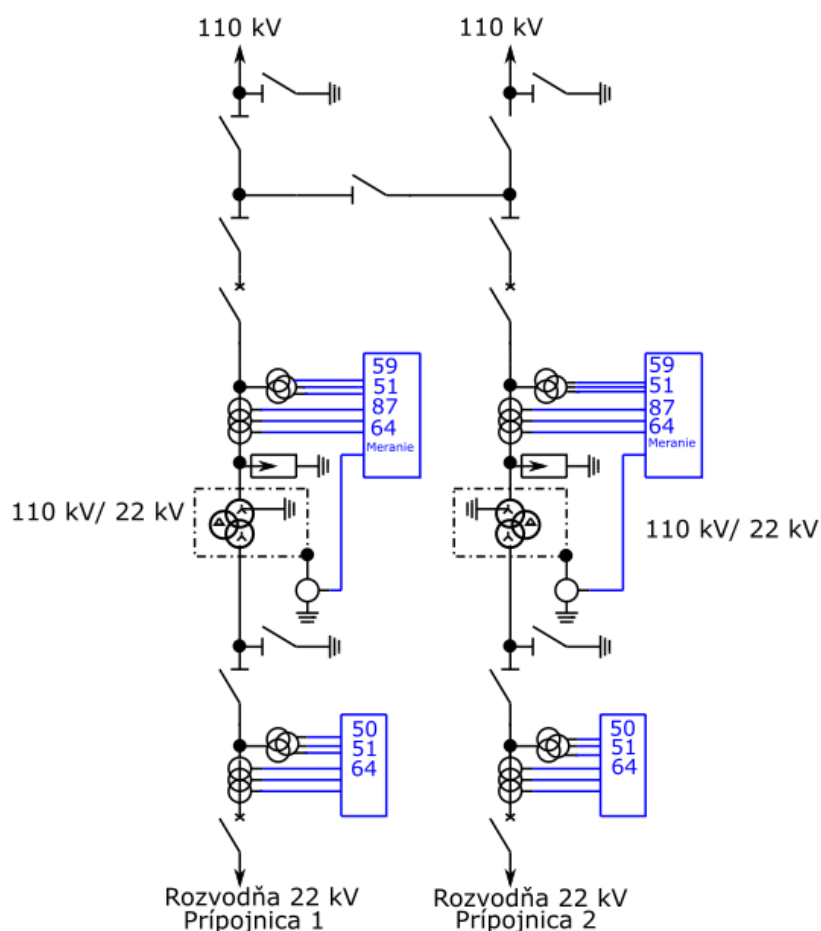 110 kV
110 kV
59
51
87
64
Meranie
59
51
87
64
Meranie
110 kV/ 22 kV
110 kV/ 22 kV
50
51
64
50
51
64
Rozvodňa 22 kV
Prípojnica 1
Rozvodňa 22 kV
Prípojnica 2